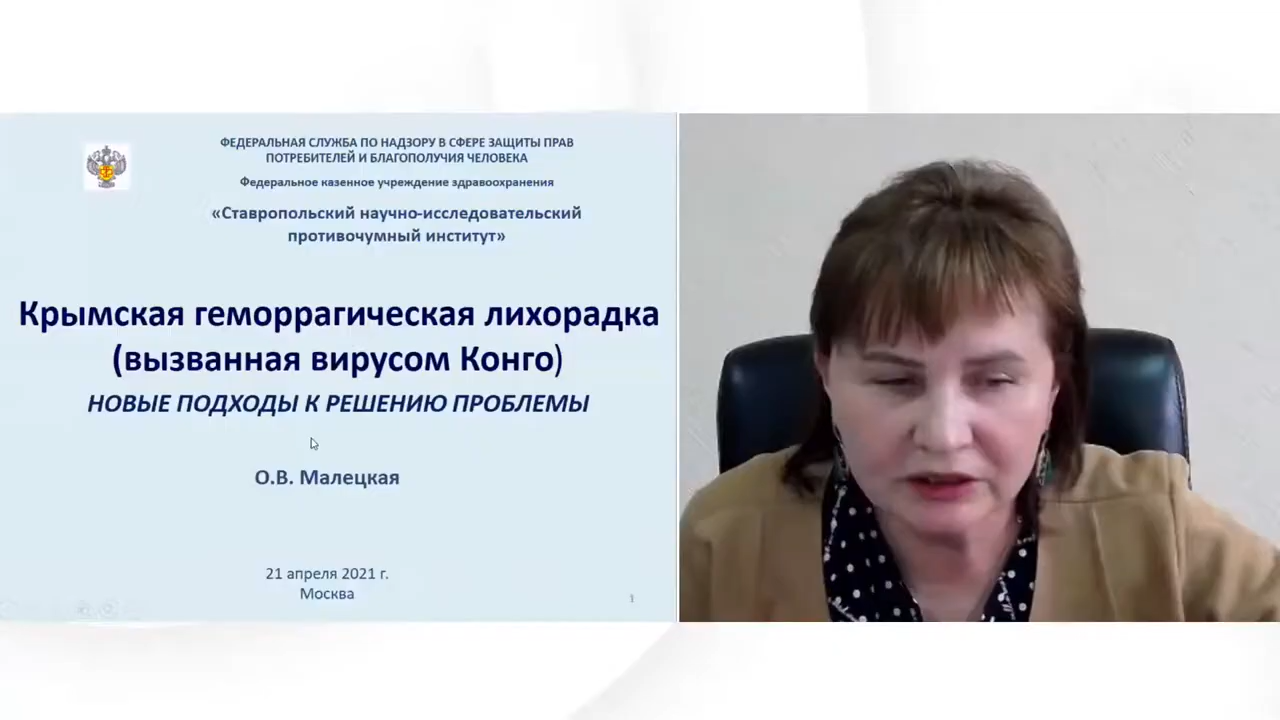 ФЕДЕРАЛЬНАЯ СЛУЖБА ПО НАДЗОРУ В СФЕРЕ ЗАЩИТЫ ПРАВ
ПОТРЕБИТЕЛЕЙ И БЛАГОПОЛУЧИЯ ЧЕЛОВЕКА
Федеральное казенное учреждение здравоохранения
«Ставропольский научно-исследовательский
противочумный институт»
Крымская геморрагическая лихорадка
(вызванная вирусом Конго)
НОВЫЕ ПОДХОДЫ К РЕШЕНИЮ ПРОБЛЕМЫ
О.В. Малецкая
21 апреля 2021 г.
Москва
1